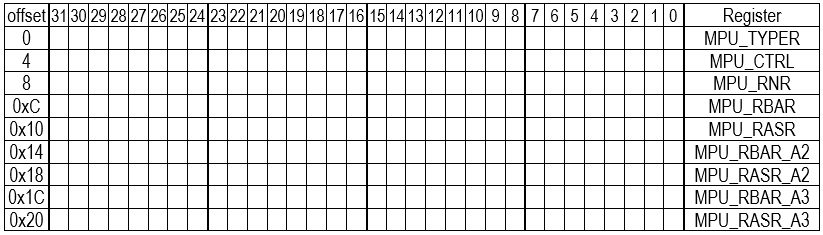 offset 31 30 29 28 27 26 25 24 23 22 21 20 19 18 17 16 15 14 13 12 11 10 9 8 7 6 5 4 3 2 1 0 Register
0 MPU_TYPER
4 MPU_CTRL
8 MPU_RNR
0xC MPU_RBAR
0x10 MPU_RASR
0x14 MPU_RBAR_A2
0x18 MPU_RASR_A2
0x1C MPU_RBAR_A3
0x20 MPU_RASR_A3